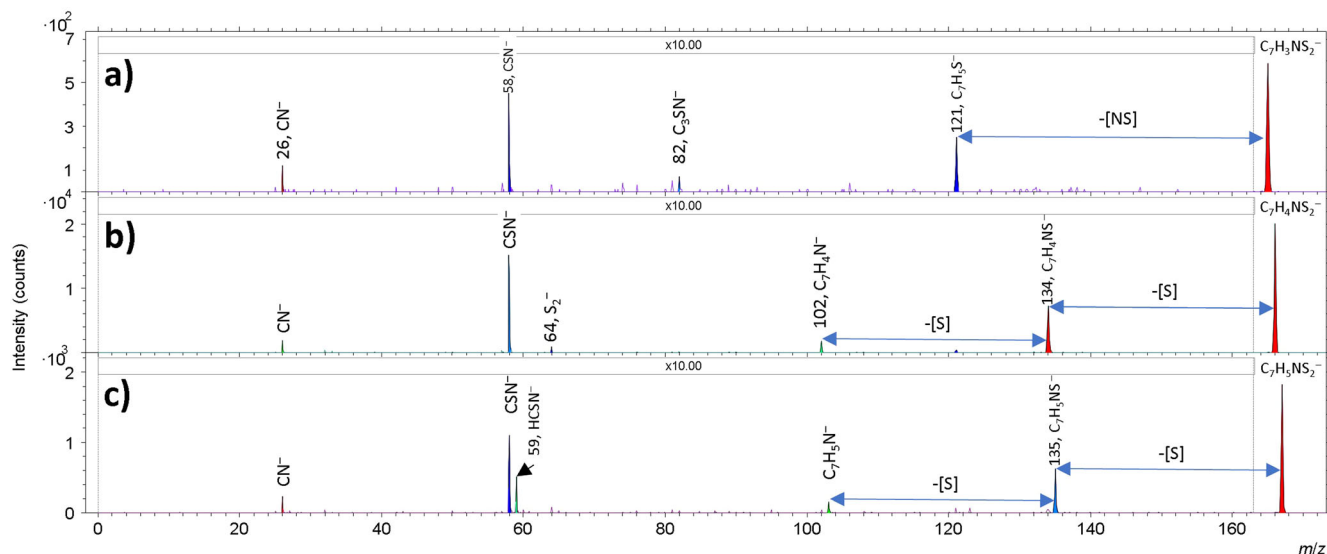 ·10²
x10.00
C₇H₃NS₂⁻
7
a)
58, CSN⁻
5
26, CN⁻
82, C₃SN⁻
121, C₇H₅S⁻
-[NS]
3
1
·10⁴
x10.00
C₇H₄NS₂⁻
2
b)
CSN⁻
102, C₇H₄N⁻
134, C₇H₄NS⁻
-[S]
-[S]
1
CN⁻
64, S₂⁻
Intensity (counts)
·10³
x10.00
C₇H₅NS₂⁻
2
c)
CSN⁻
59, HCSN⁻
135, C₇H₅NS⁻
-[S]
1
CN⁻
C₇H₅N⁻
-[S]
0
0 20 40 60 80 100 120 140 160
m/z